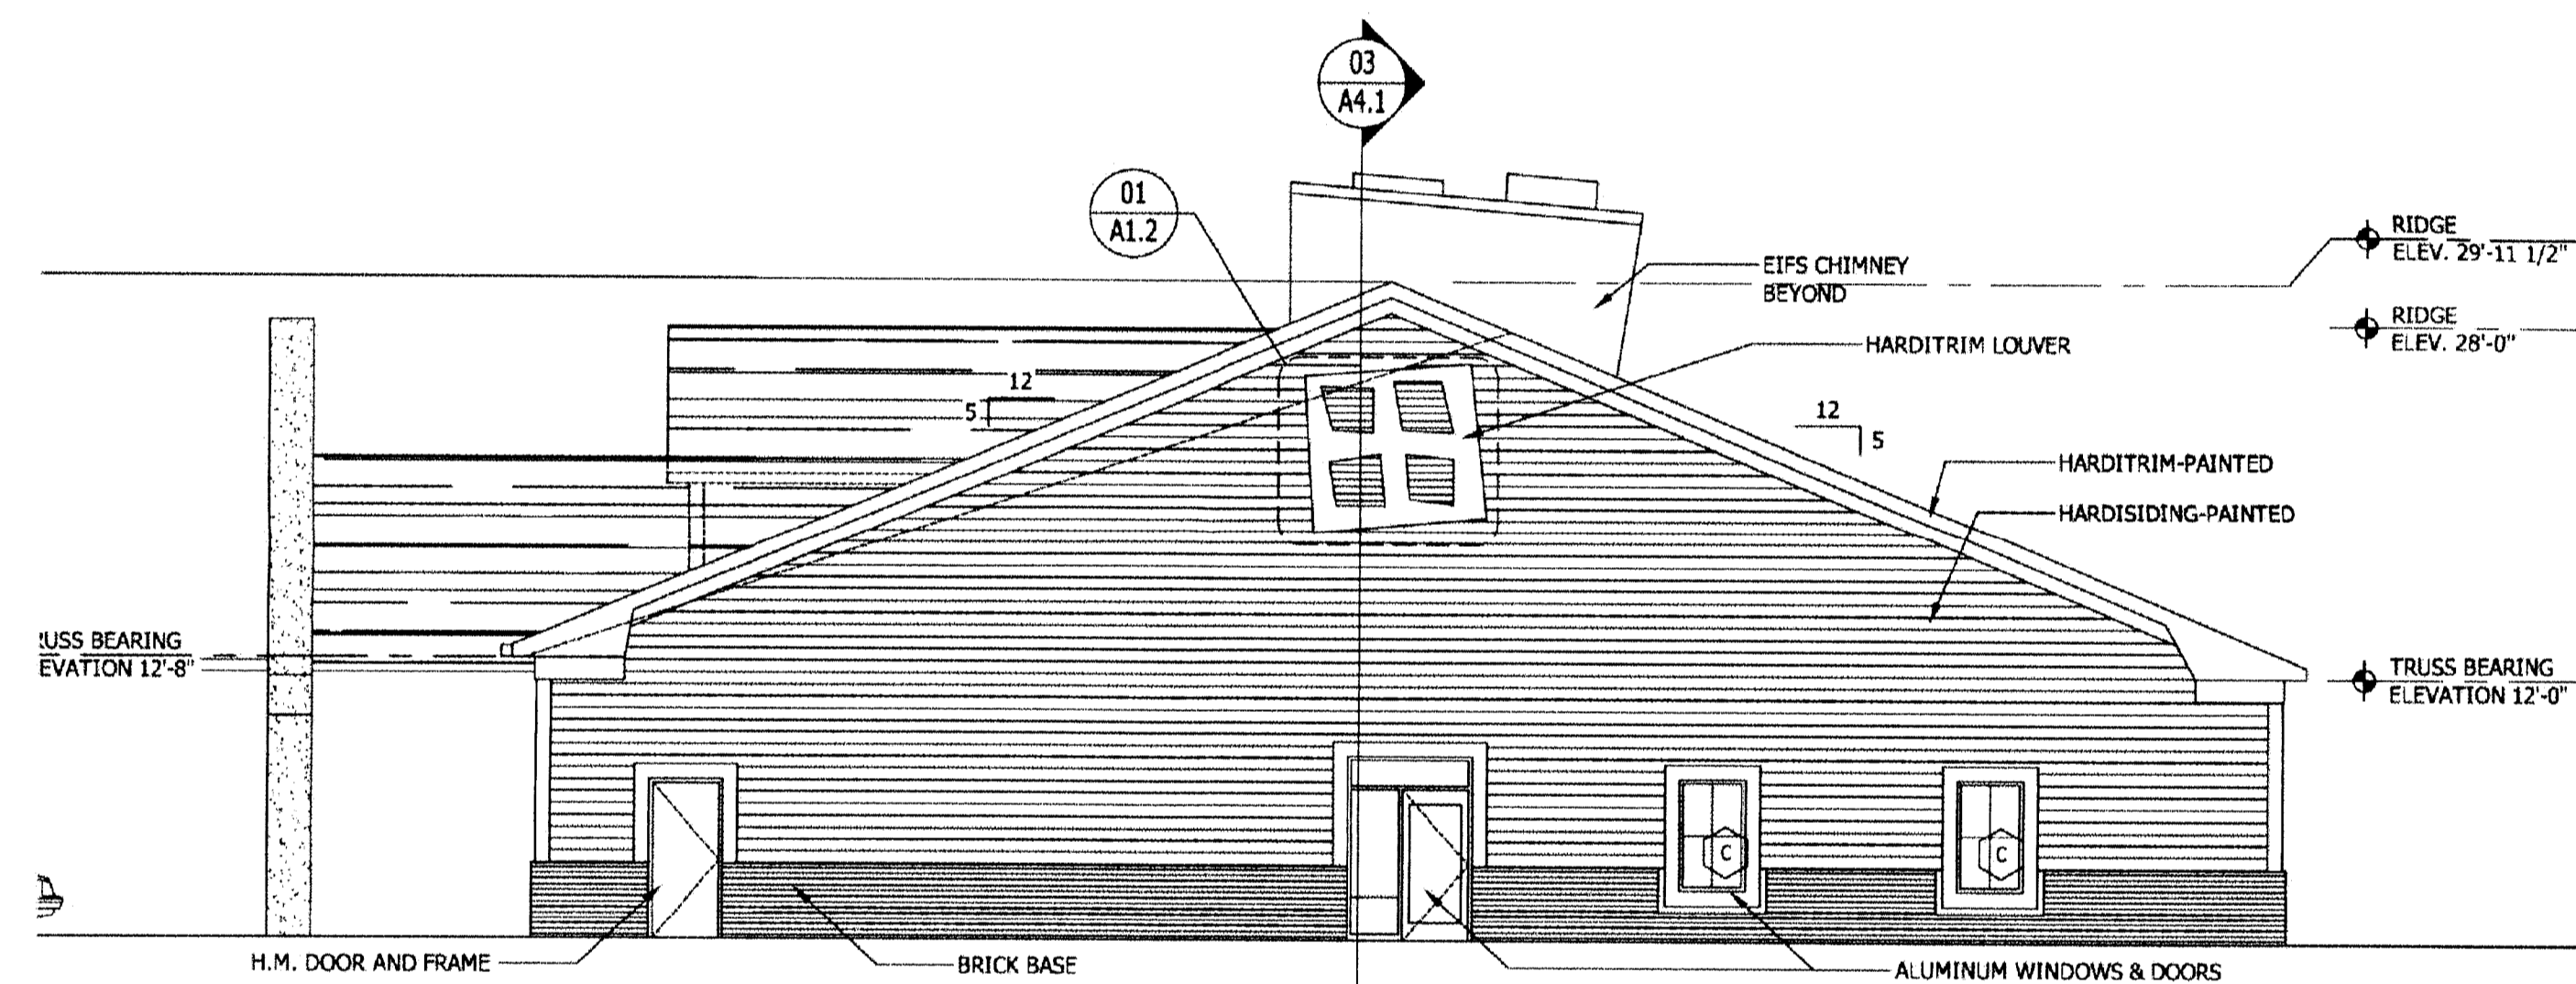 03
A4.1
01
A1.2
RIDGE
ELEV. 29'-11 1/2"
EIFS CHIMNEY
BEYOND
RIDGE
ELEV. 28'-0"
HARDITRIM LOUVER
12
5
12
5
HARDITRIM-PAINTED
HARDISIDING-PAINTED
RUSS BEARING
EVATION 12'-8"
TRUSS BEARING
ELEVATION 12'-0"
C
C
H.M. DOOR AND FRAME
BRICK BASE
ALUMINUM WINDOWS & DOORS